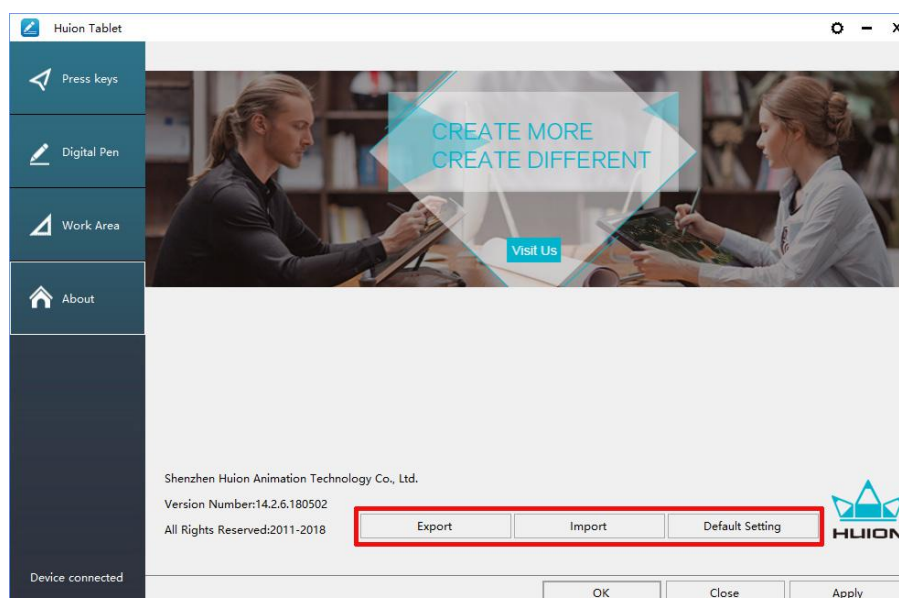 Huion Tablet
Press keys
CREATE MORE
CREATE DIFFERENT
Digital Pen
Work Area
Visit Us
About
Shenzhen Huion Animation Technology Co., Ltd.
Version Number:14.2.6.180502
All Rights Reserved:2011-2018
Export Import Default Setting
HUION
Device connected
OK Close Apply